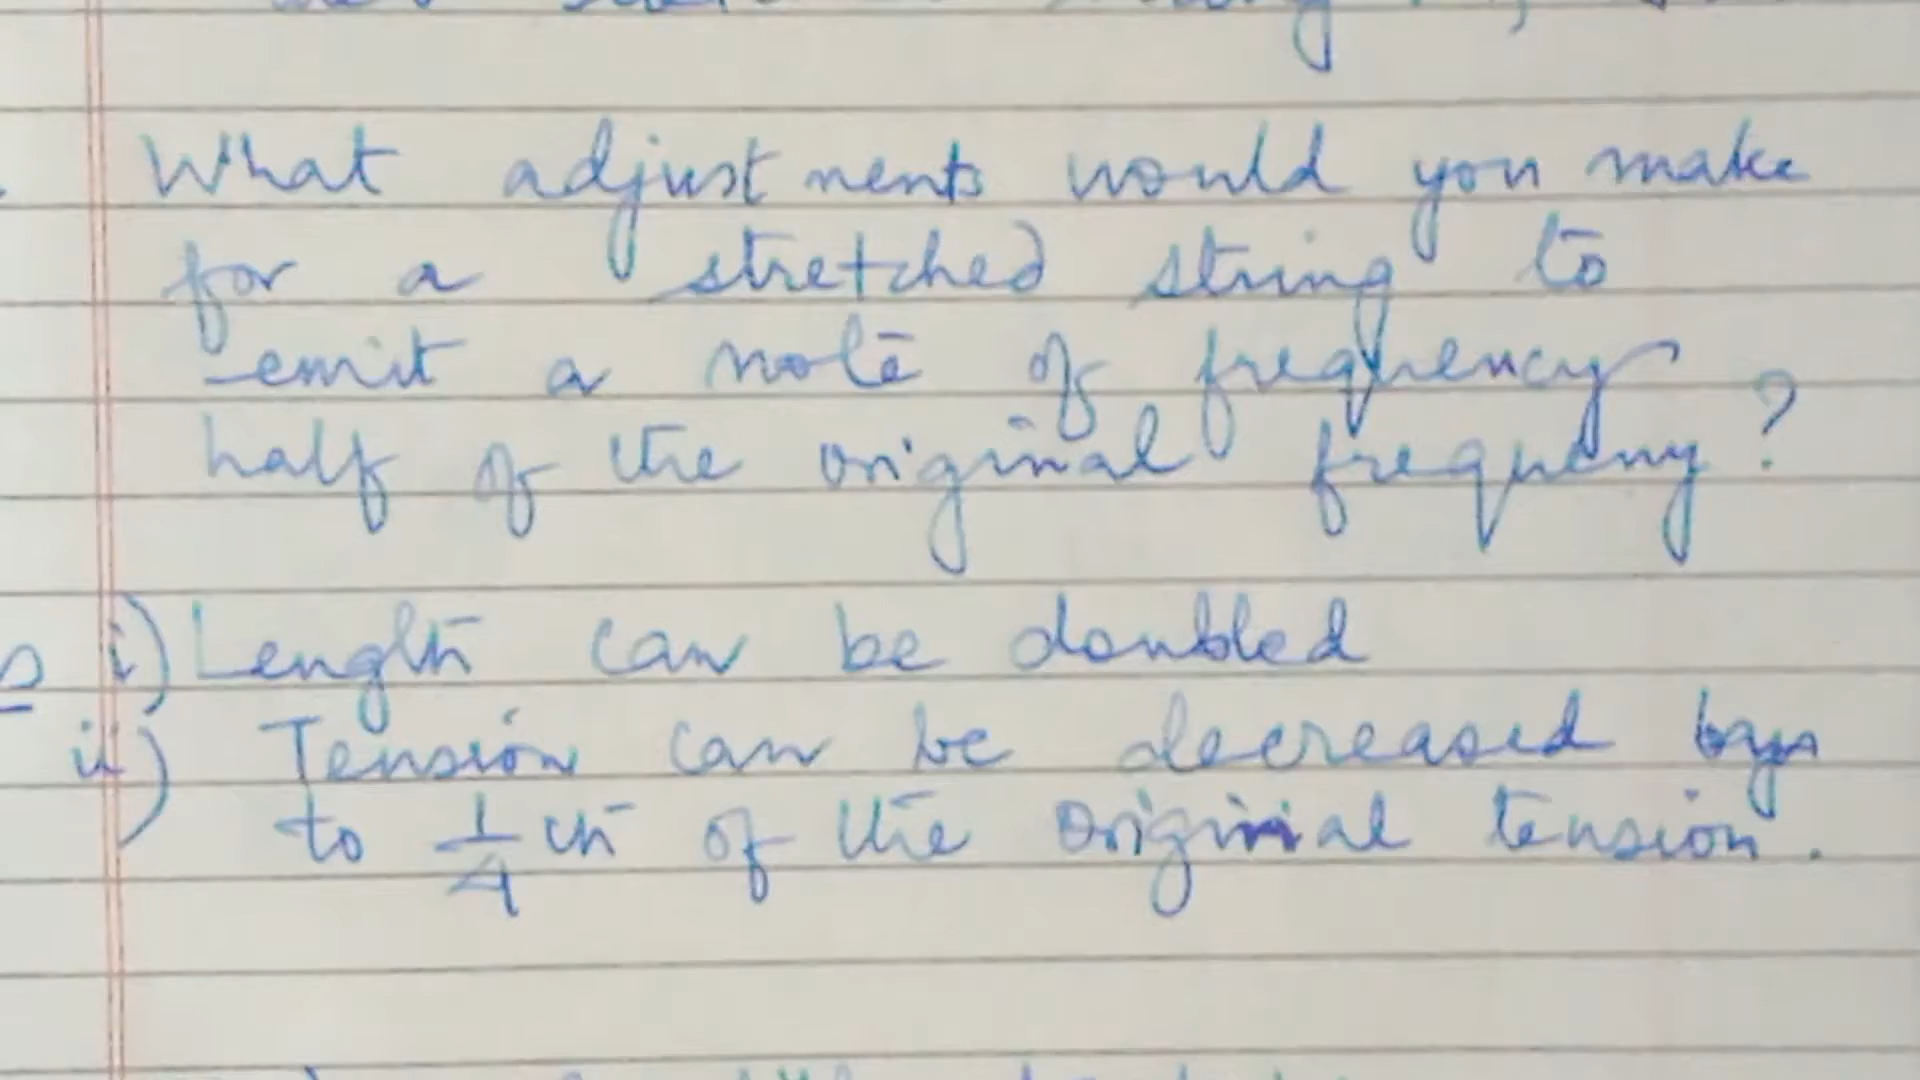 What adjustments would you make
for a stretched string to
emit a note of frequency
half of the original frequency?
i) Length can be doubled
ii) Tension can be decreased by
to 1/4 th of the original tension.